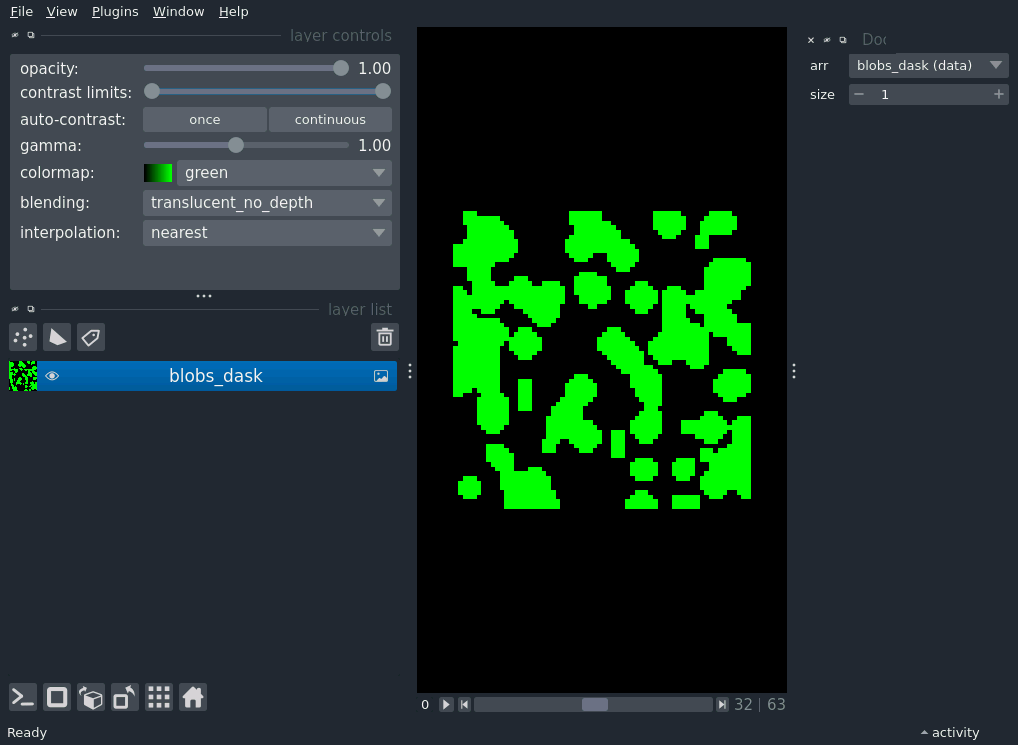 File View Plugins Window Help
layer controls
opacity: 1.00
contrast limits:
auto-contrast: once continuous
gamma: 1.00
colormap: green
blending: translucent_no_depth
interpolation: nearest
layer list
blobs_dask
0 32 | 63
Ready
activity
arr blobs_dask (data)
size 1